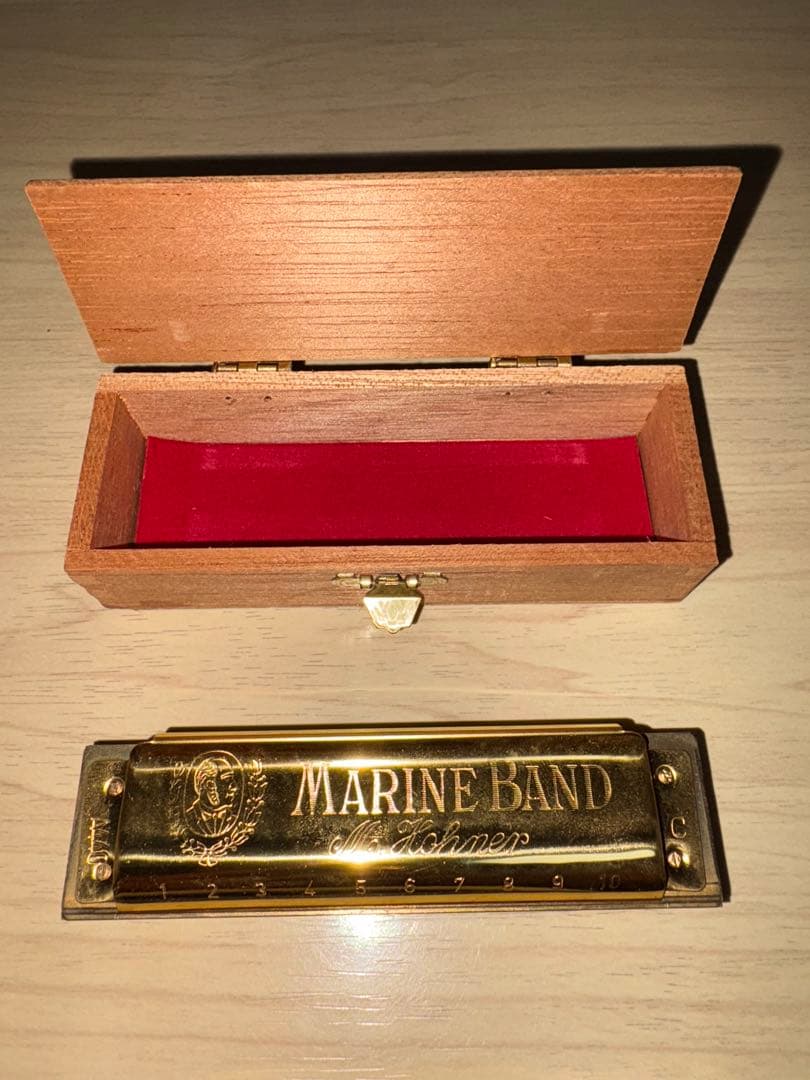 MARINE BAND
M. Hohner
C
1 2 3 4 5 6 7 8 9 10